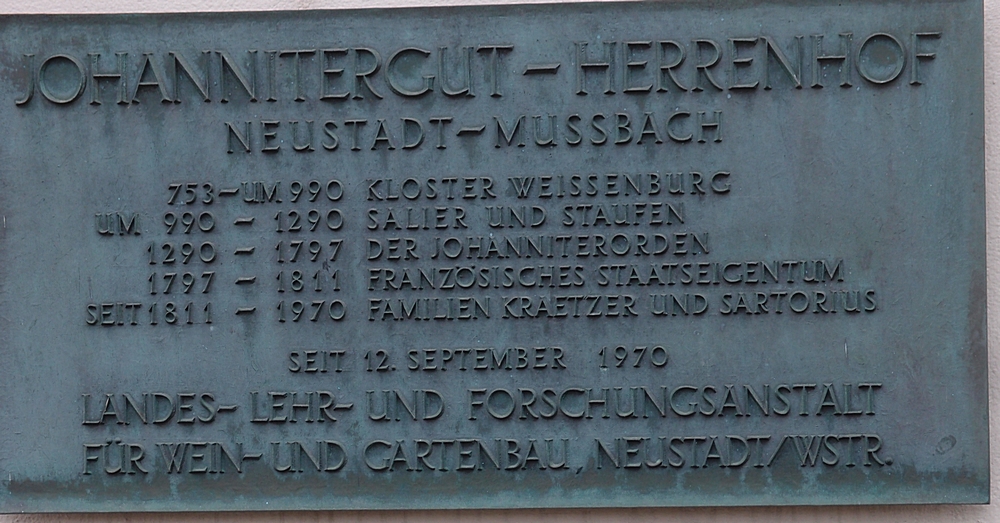 JOHANNITERGUT – HERRENHOF
NEUSTADT–MUSSBACH
753–UM 990 KLOSTER WEISSENBURG
UM 990 – 1290 SALIER UND STAUFEN
1290 – 1797 DER JOHANNITERORDEN
1797 – 1811 FRANZÖSISCHES STAATSEIGENTUM
SEIT 1811 – 1970 FAMILIEN KRAETZER UND SARTORIUS
SEIT 12. SEPTEMBER 1970
LANDES- LEHR- UND FORSCHUNGSANSTALT
FÜR WEIN- UND GARTENBAU, NEUSTADT/WSTR.